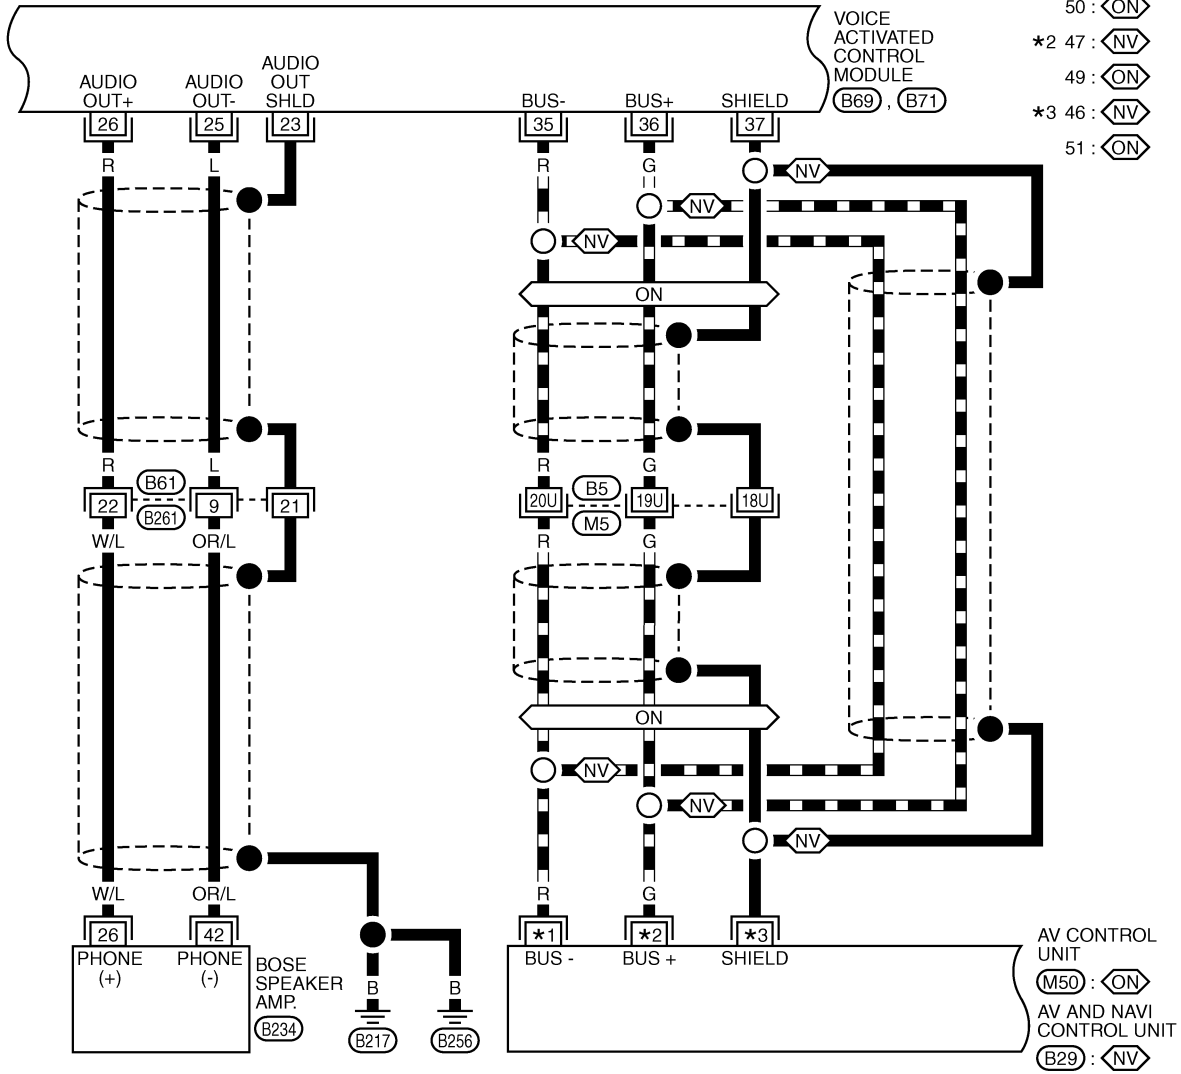 50 : ON
*2 47 : NV
49 : ON
*3 46 : NV
51 : ON
VOICE
ACTIVATED
CONTROL
MODULE
B69 , B71
AUDIO
OUT+
AUDIO
OUT-
AUDIO
OUT
SHLD
BUS- BUS+ SHIELD
26 25 23 35 36 37
R L R G
NV
NV
NV
ON
R L R G
B61
B5
22 9 21 20U 19U 18U
B261
M5
W/L OR/L R G
ON
NV
NV
NV
W/L OR/L R G
26 42 *1 *2 *3
PHONE
(+)
PHONE
(-)
BOSE
SPEAKER
AMP.
B234
B B
B217 B256
BUS - BUS + SHIELD
AV CONTROL
UNIT
M50 : ON
AV AND NAVI
CONTROL UNIT
B29 : NV